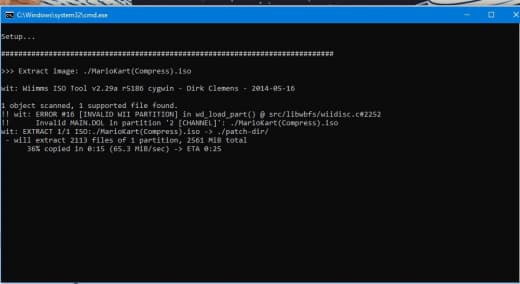 C:\Windows\system32\cmd.exe
Setup...
###############################################################################
>>> Extract image: ./MarioKart(Compress).iso
wit: Wiimms ISO Tool v2.29a r5186 cygwin - Dirk Clemens - 2014-05-16
1 object scanned, 1 supported file found.
!! wit: ERROR #16 [INVALID WII PARTITION] in wd_load_part() @ src/libwbfs/wiidisc.c#2252
!!      Invalid MAIN.DOL in partition '2 [CHANNEL]': ./MarioKart(Compress).iso
wit: EXTRACT 1/1 ISO:./MarioKart(Compress).iso -> ./patch-dir/
 - will extract 2113 files of 1 partition, 2561 MiB total
     36% copied in 0:15 (65.3 MiB/sec) -> ETA 0:25